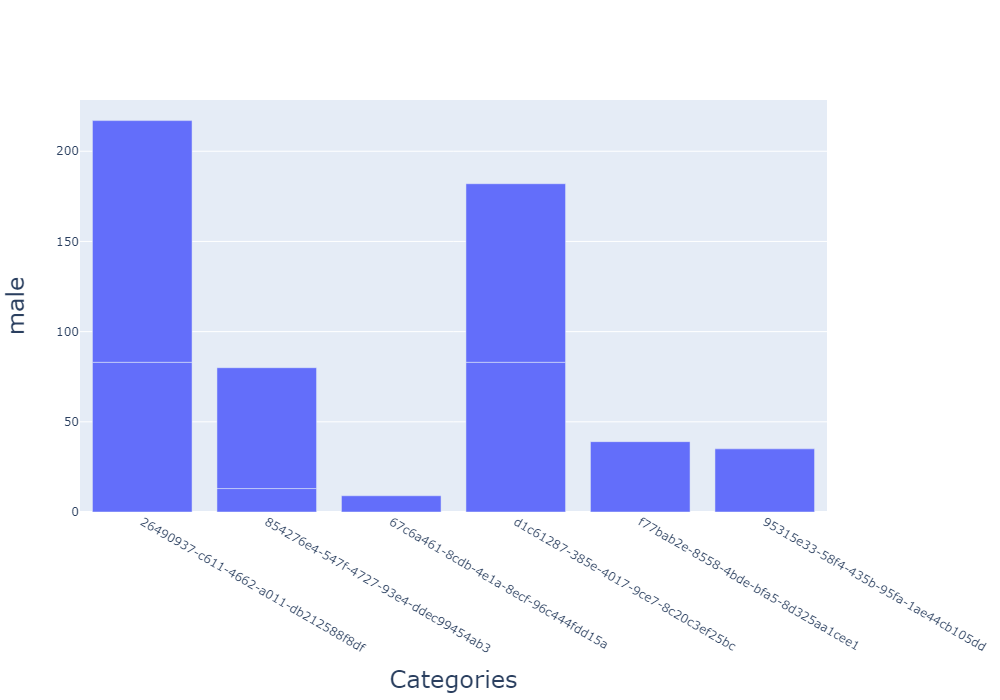 200
150
100
50
0
male
26490937-c611-4662-a011-db212588f8df
854276e4-547f-4727-93e4-ddec99454ab3
67c6a461-8cdb-4e1a-8ecf-96c444fdd15a
d1c61287-385e-4017-9ce7-8c20c3ef25bc
f77bab2e-8558-4bde-bfa5-8d325aa1cee1
95315e33-58f4-435b-95fa-1ae44cb105dd
Categories